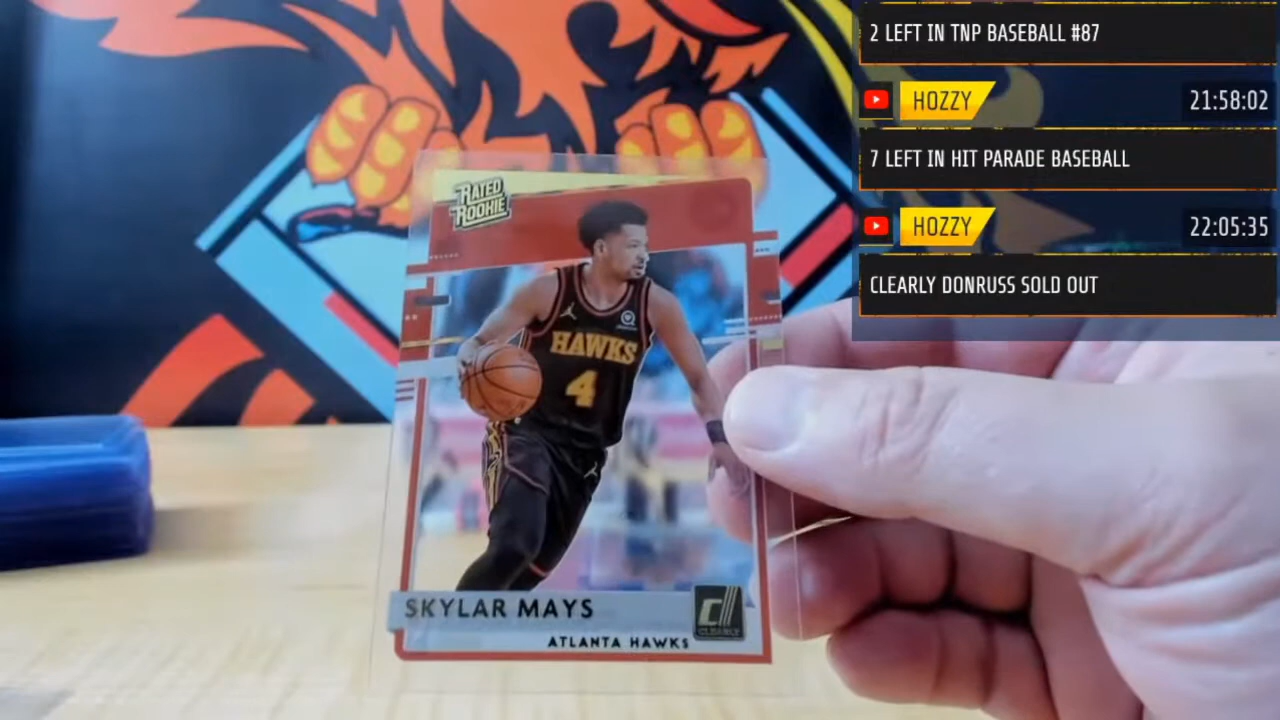 2 LEFT IN TNP BASEBALL #87
HOZZY
21:58:02
7 LEFT IN HIT PARADE BASEBALL
HOZZY
22:05:35
CLEARLY DONRUSS SOLD OUT
RATED
ROOKIE
HAWKS
4
SKYLAR MAYS
CLEARLY
ATLANTA HAWKS